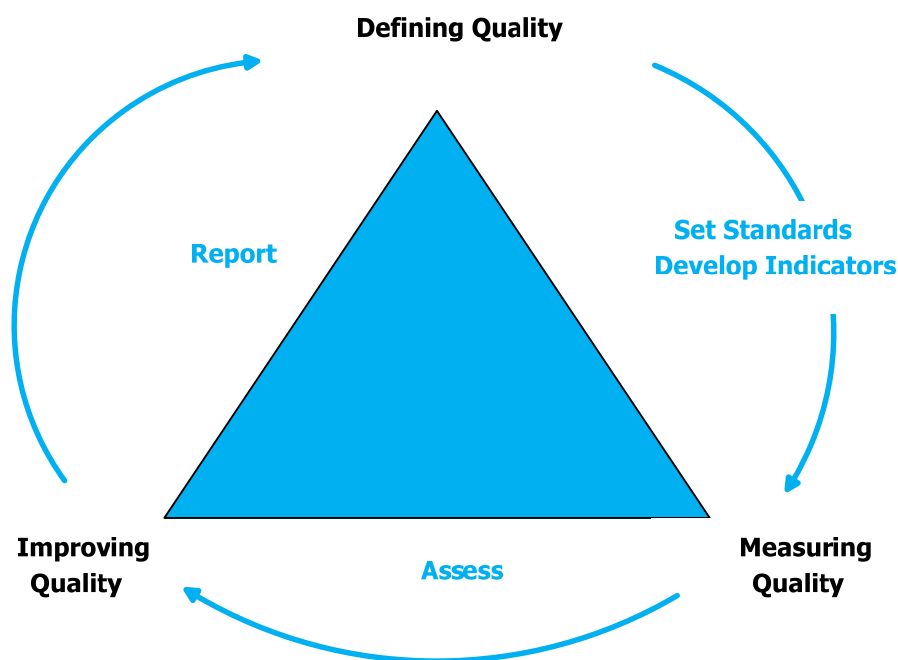 Defining Quality
Report
Set Standards
Develop Indicators
Improving
Quality
Assess
Measuring
Quality